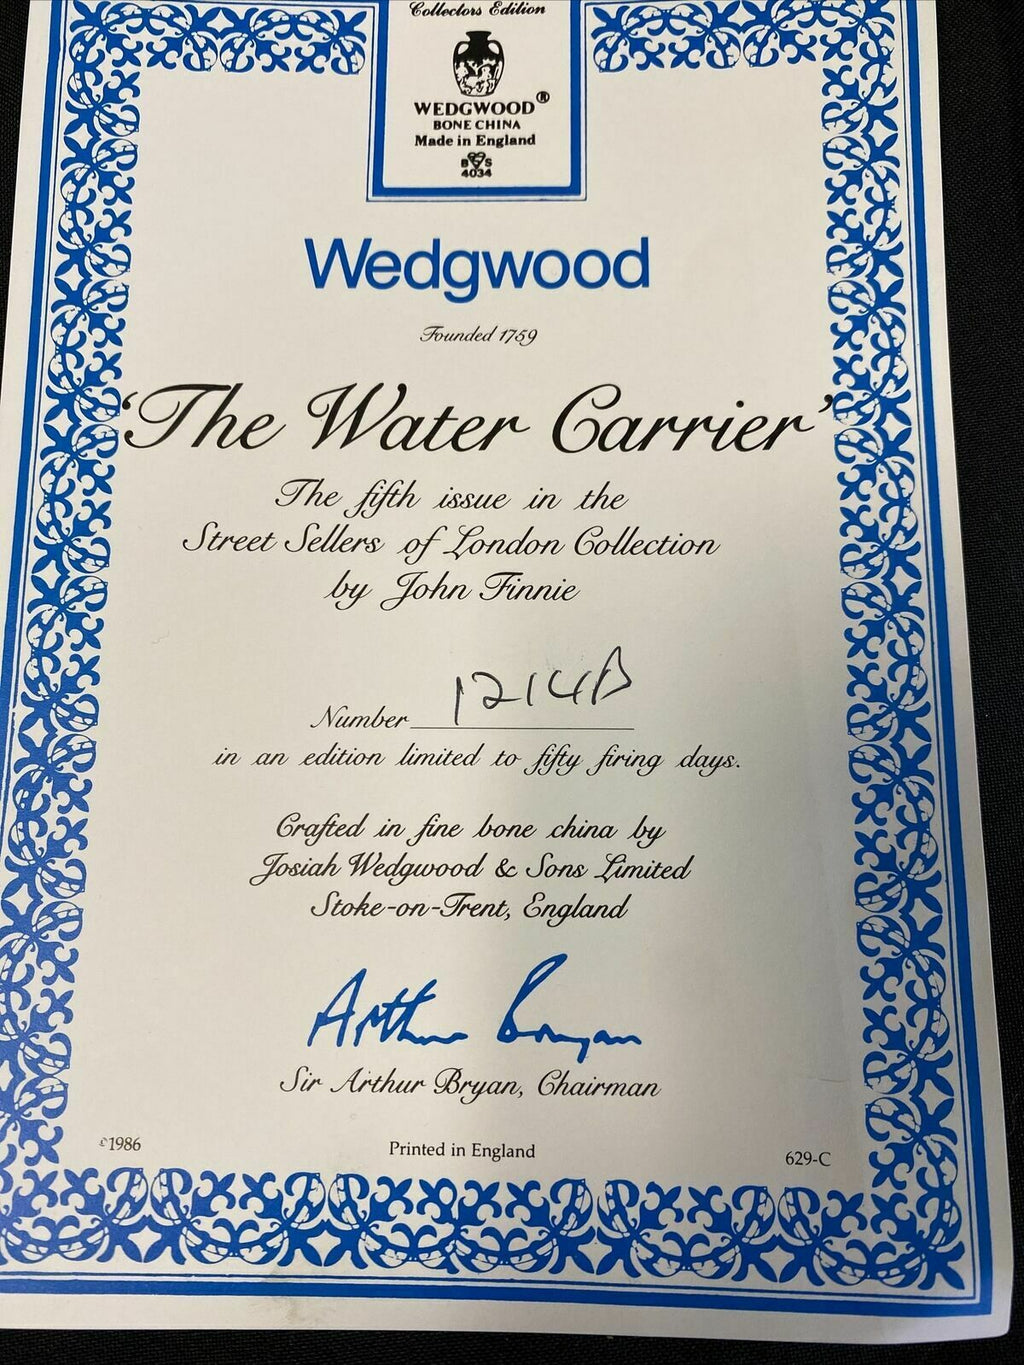 Collectors Edition
WEDGWOOD®
BONE CHINA
Made in England
B S
4034
Wedgwood
Founded 1759
'The Water Carrier'
The fifth issue in the
Street Sellers of London Collection
by John Finnie
Number 1214B
in an edition limited to fifty firing days.
Crafted in fine bone china by
Josiah Wedgwood & Sons Limited
Stoke-on-Trent, England
Arthur Bryan
Sir Arthur Bryan, Chairman
©1986 Printed in England 629-C